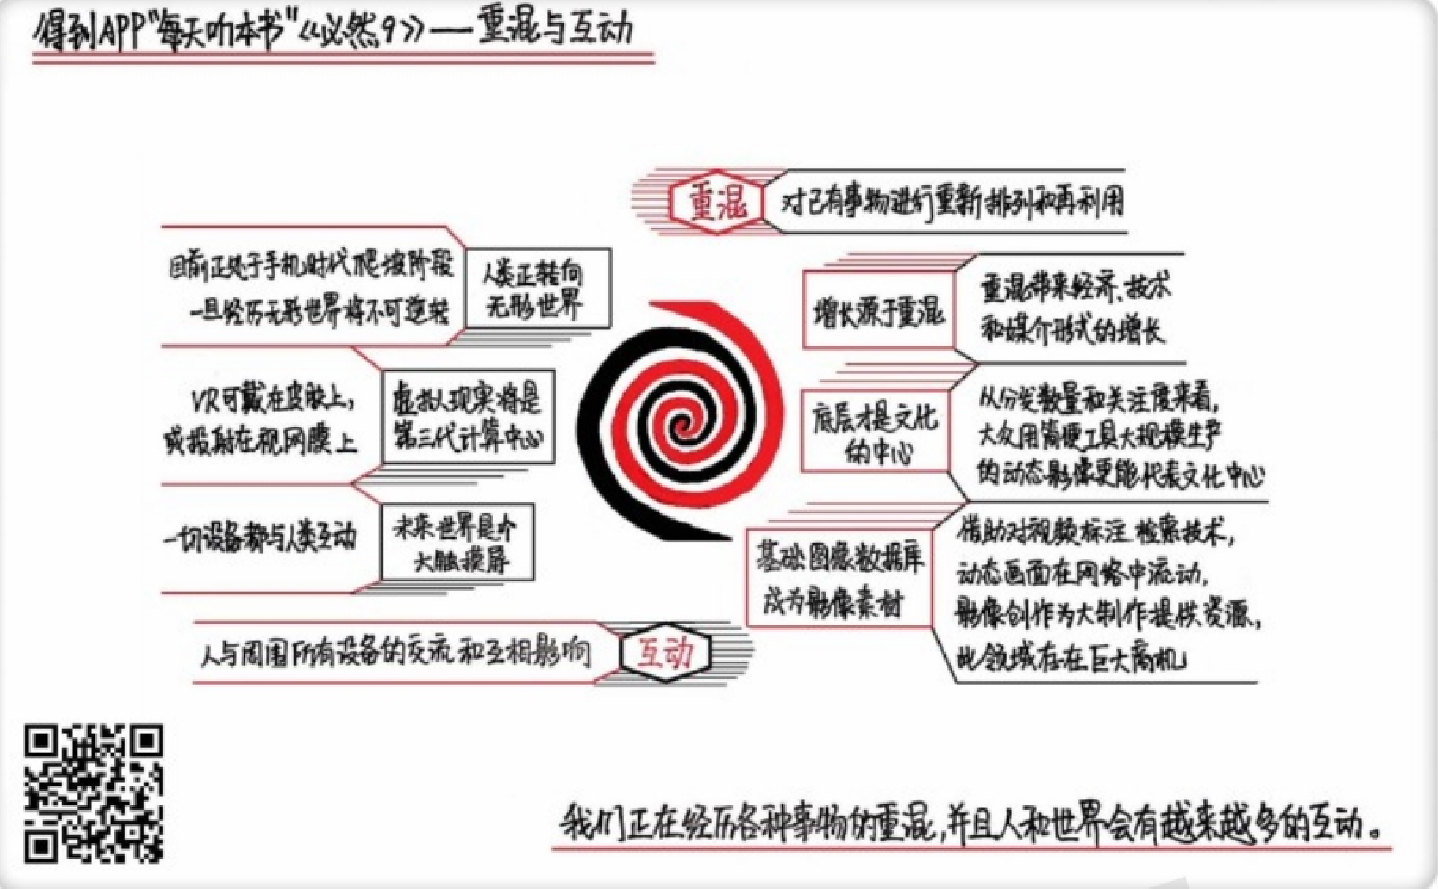 得到APP“每天听本书”《必然9》——重混与互动
重混
对已有事物进行重新排列和再利用
增长源于重混
重混带来经济、技术
和媒介形式的增长
底层才是文化
的中心
从分类数量和关注度来看,
大众用简便工具大规模生产
的动态影像更能代表文化中心
基础图像数据库
成为影像素材
借助对视频标注检索技术,
动态画面在网络中流动,
影像创作为大制作提供资源,
此领域存在巨大商机
人类正转向
无形世界
目前正处于手机时代爬坡阶段
一旦经历无形世界将不可逆转
虚拟现实将是
第三代计算中心
VR可戴在皮肤上,
或投射在视网膜上
未来世界是个
大触摸屏
一切设备都与人类互动
互动
人与周围所有设备的交流和互相影响
我们正在经历各种事物的重混,并且人和世界会有越来越多的互动。